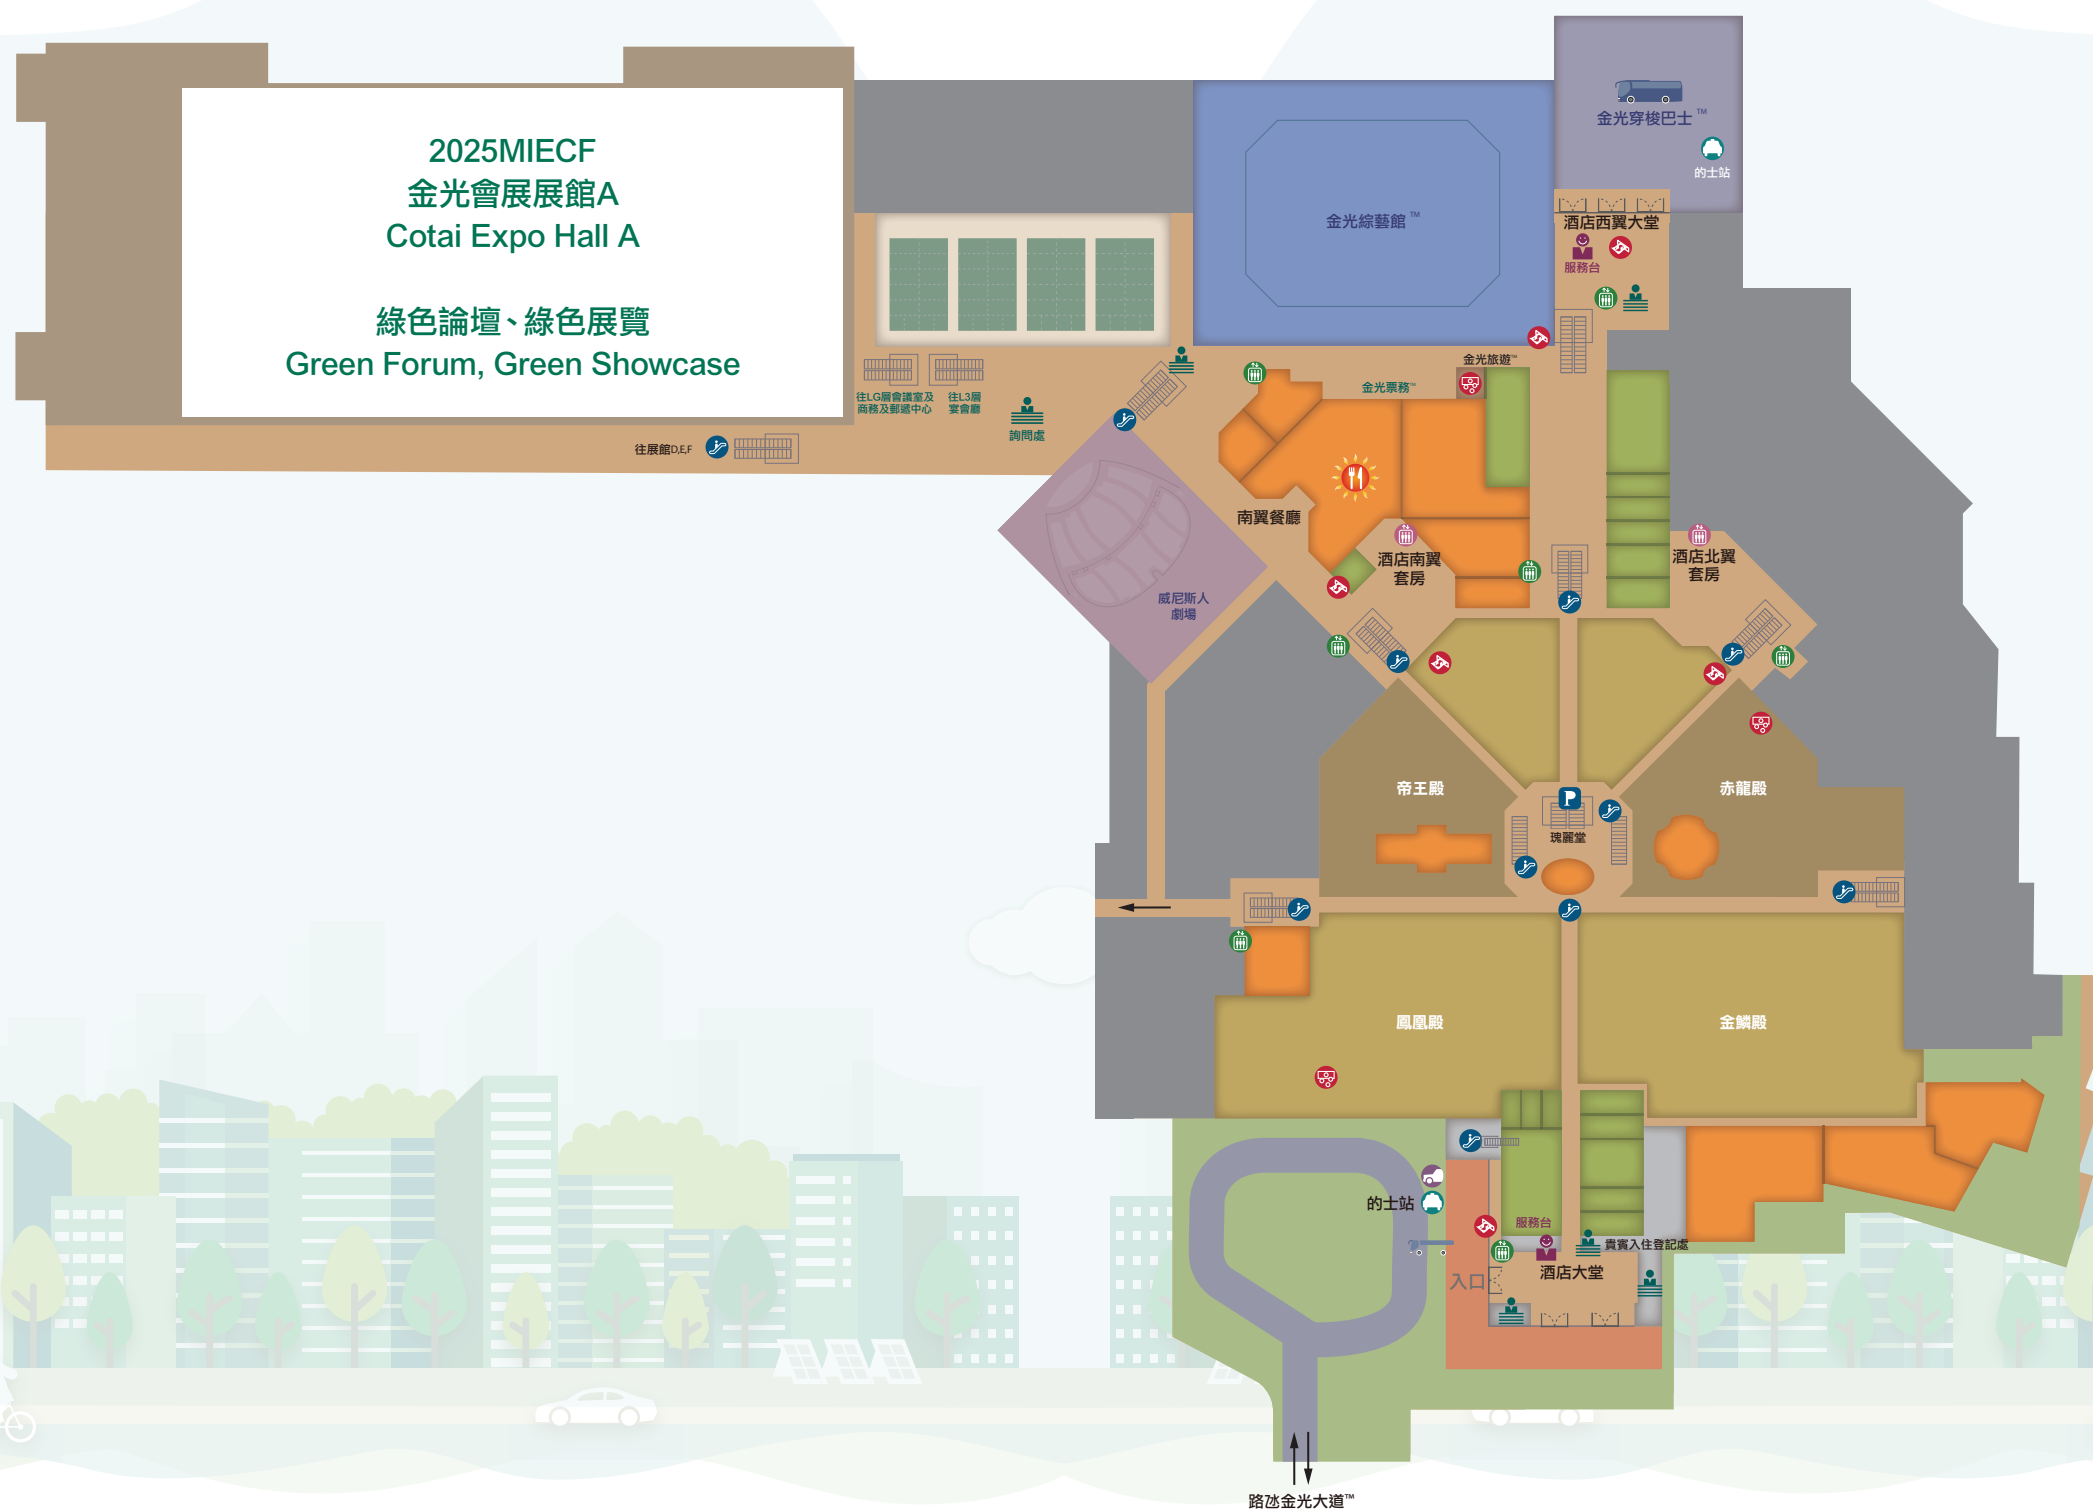 2025MIECF
金光會展展館A
Cotai Expo Hall A
綠色論壇、綠色展覽
Green Forum, Green Showcase
金光穿梭巴士™
的士站
金光綜藝館™
酒店西翼大堂
服務台
金光旅遊™
金光票務™
往LG層會議室及
商務及郵遞中心
往L3層
宴會廳
詢問處
往展館D,E,F
南翼餐廳
酒店南翼
套房
酒店北翼
套房
威尼斯人
劇場
帝王殿
赤龍殿
P
瑰麗堂
鳳凰殿
金鱗殿
的士站
服務台
貴賓入住登記處
入口
酒店大堂
路氹金光大道™